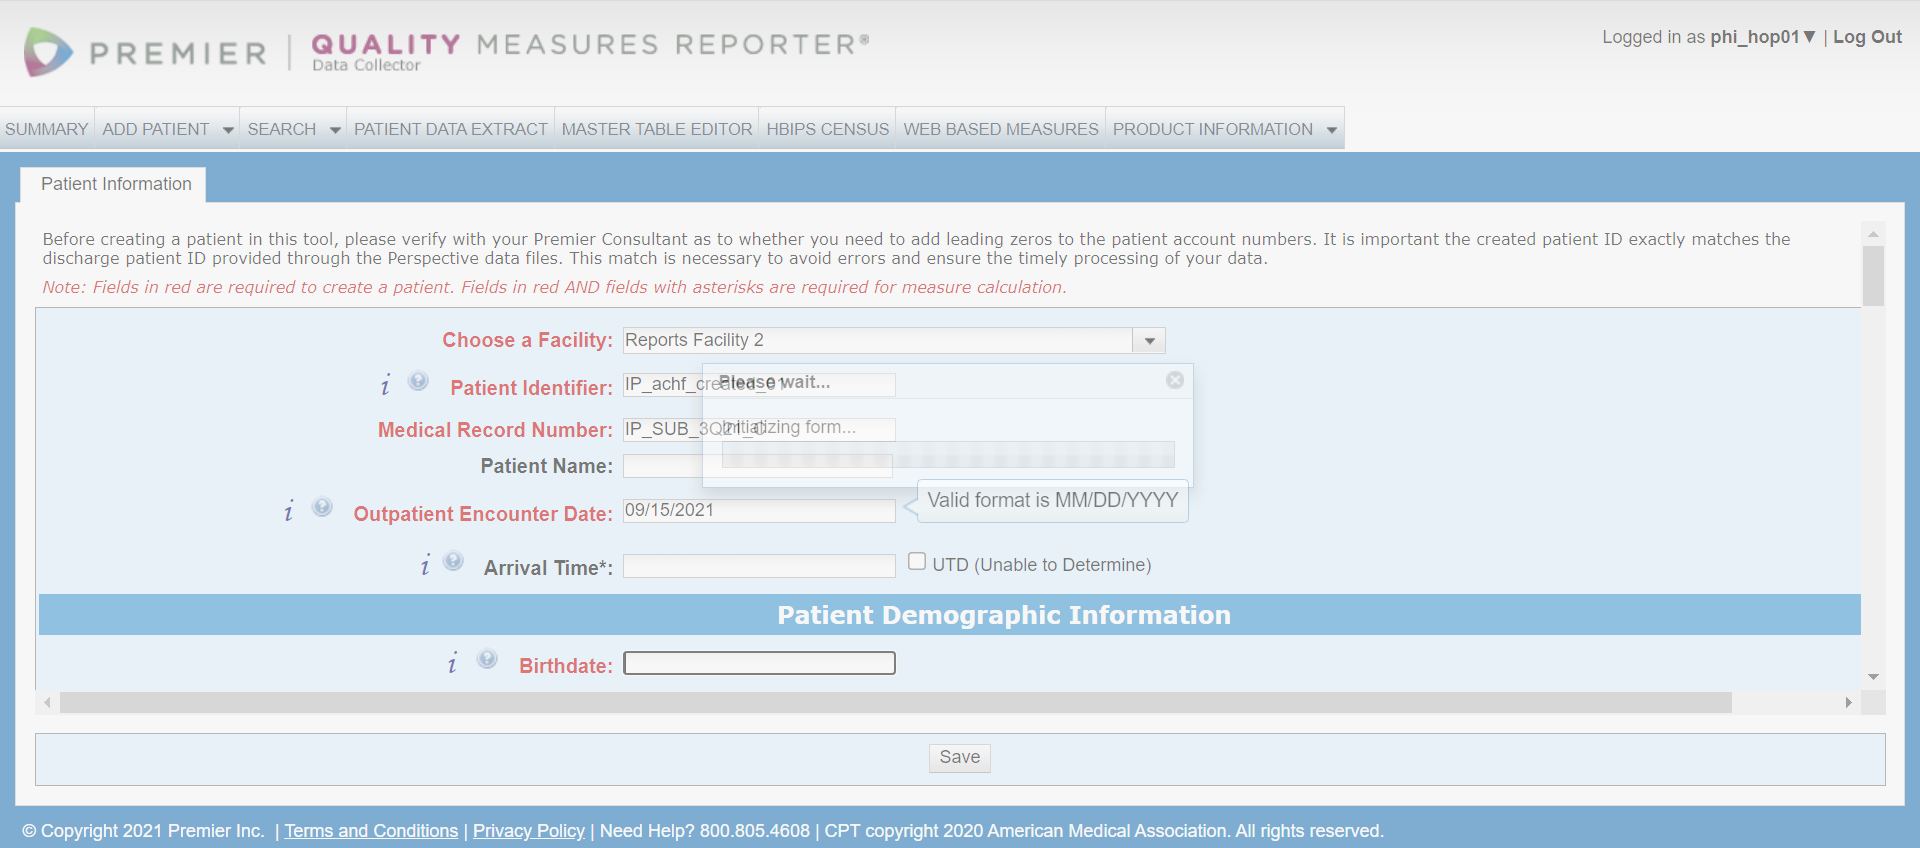 PREMIER | QUALITY MEASURES REPORTER®
Data Collector
Logged in as phi_hop01▼ | Log Out
SUMMARY ADD PATIENT SEARCH PATIENT DATA EXTRACT MASTER TABLE EDITOR HBIPS CENSUS WEB BASED MEASURES PRODUCT INFORMATION
Patient Information
Before creating a patient in this tool, please verify with your Premier Consultant as to whether you need to add leading zeros to the patient account numbers. It is important the created patient ID exactly matches the
discharge patient ID provided through the Perspective data files. This match is necessary to avoid errors and ensure the timely processing of your data.
Note: Fields in red are required to create a patient. Fields in red AND fields with asterisks are required for measure calculation.
Choose a Facility: Reports Facility 2
i ? Patient Identifier: IP_achf_created_01
Please wait...
Medical Record Number: IP_SUB_3Q21_C
Initializing form...
Patient Name:
i ? Outpatient Encounter Date: 09/15/2021 Valid format is MM/DD/YYYY
i ? Arrival Time*: UTD (Unable to Determine)
Patient Demographic Information
i ? Birthdate:
Save
© Copyright 2021 Premier Inc. | Terms and Conditions | Privacy Policy | Need Help? 800.805.4608 | CPT copyright 2020 American Medical Association. All rights reserved.